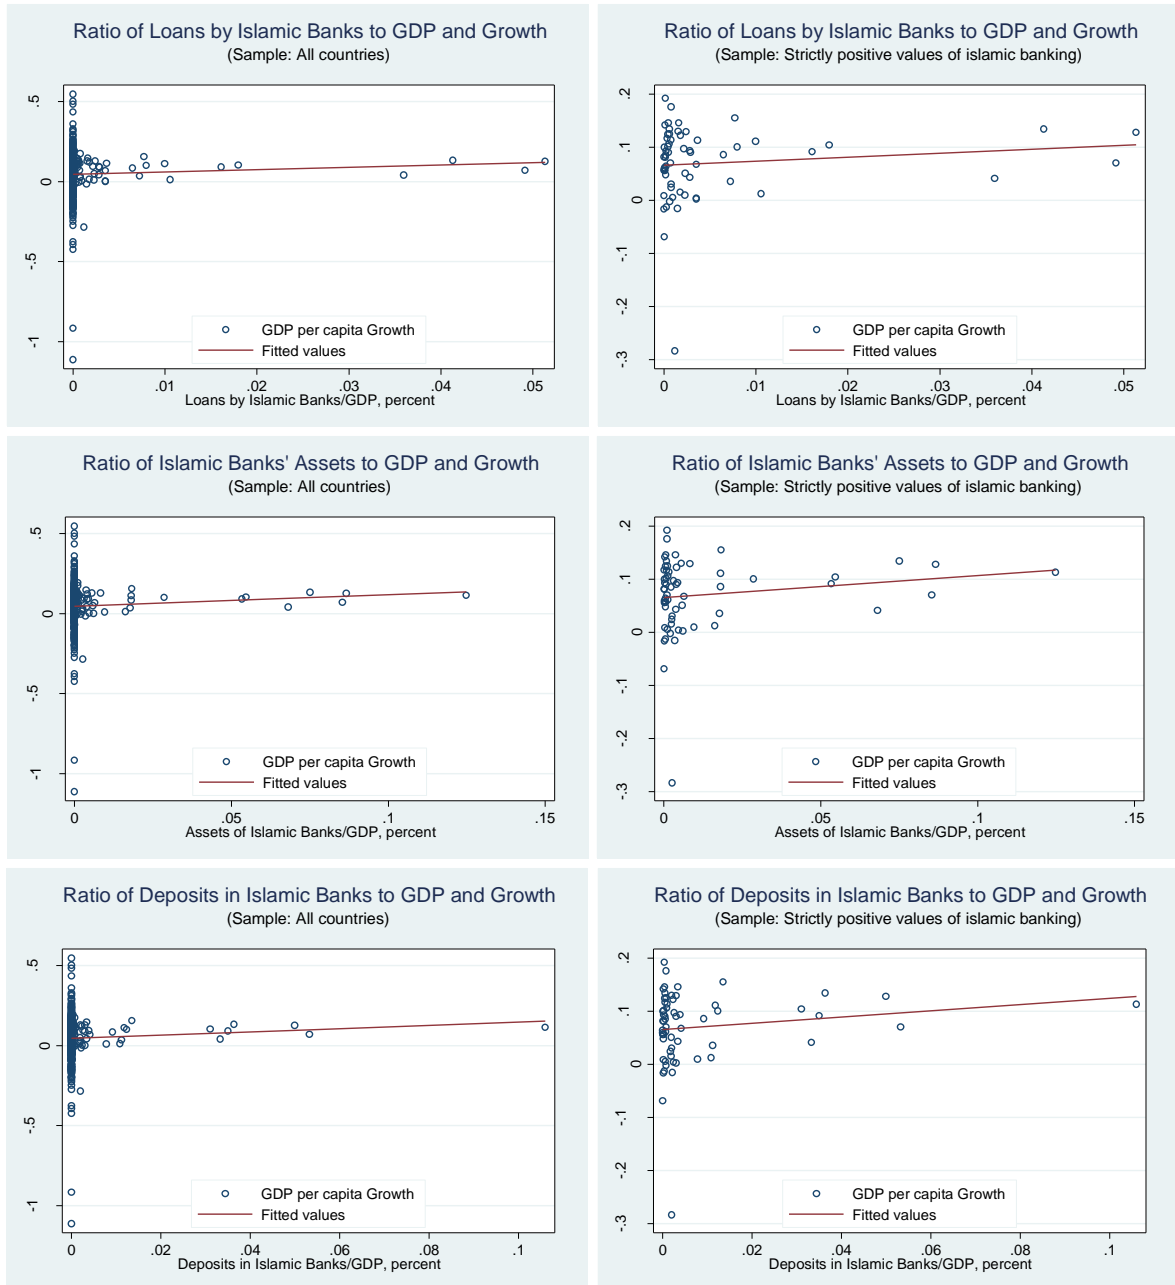 Ratio of Loans by Islamic Banks to GDP and Growth
(Sample: All countries)
.5
0
-.5
-1
GDP per capita Growth
Fitted values
0 .01 .02 .03 .04 .05
Loans by Islamic Banks/GDP, percent
Ratio of Loans by Islamic Banks to GDP and Growth
(Sample: Strictly positive values of islamic banking)
.2
.1
0
-.1
-.2
-.3
GDP per capita Growth
Fitted values
0 .01 .02 .03 .04 .05
Loans by Islamic Banks/GDP, percent
Ratio of Islamic Banks' Assets to GDP and Growth
(Sample: All countries)
.5
0
-.5
-1
GDP per capita Growth
Fitted values
0 .05 .1 .15
Assets of Islamic Banks/GDP, percent
Ratio of Islamic Banks' Assets to GDP and Growth
(Sample: Strictly positive values of islamic banking)
.2
.1
0
-.1
-.2
-.3
GDP per capita Growth
Fitted values
0 .05 .1 .15
Assets of Islamic Banks/GDP, percent
Ratio of Deposits in Islamic Banks to GDP and Growth
(Sample: All countries)
.5
0
-.5
-1
GDP per capita Growth
Fitted values
0 .02 .04 .06 .08 .1
Deposits in Islamic Banks/GDP, percent
Ratio of Deposits in Islamic Banks to GDP and Growth
(Sample: Strictly positive values of islamic banking)
.2
.1
0
-.1
-.2
-.3
GDP per capita Growth
Fitted values
0 .02 .04 .06 .08 .1
Deposits in Islamic Banks/GDP, percent